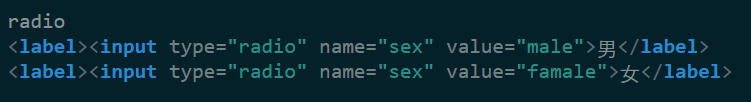 radio
<label><input type="radio" name="sex" value="male">男</label>
<label><input type="radio" name="sex" value="famale">女</label>